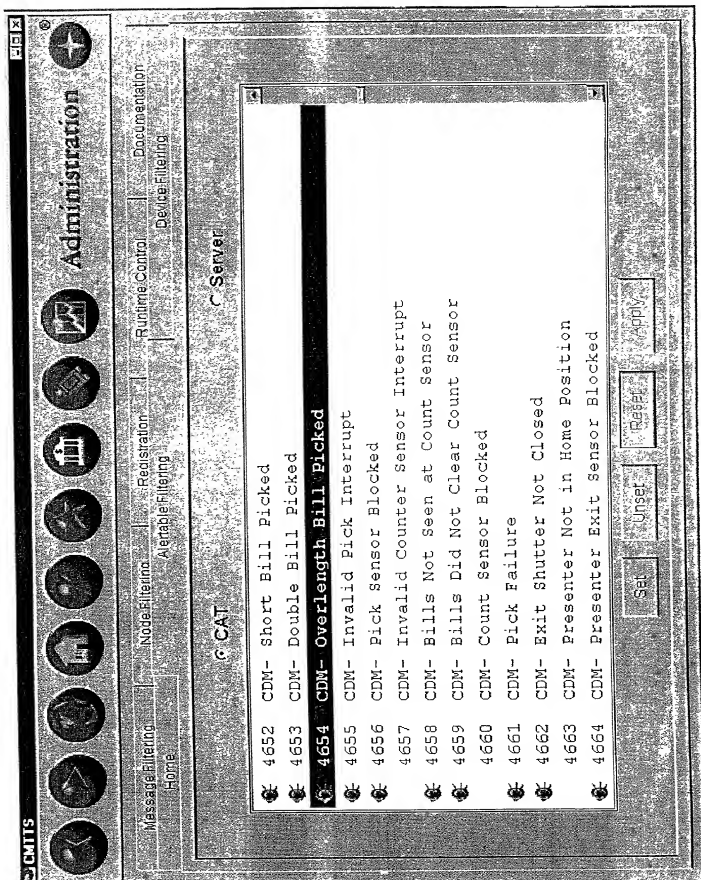 CMTTS
Administration
®
Message Filtering
Node Filtering
Registration
Runtime Control
Documentation
Home
Alertable Filtering
Device Filtering
CAT
Server
4652 CDM- Short Bill Picked
4653 CDM- Double Bill Picked
4654 CDM- Overlength Bill Picked
4655 CDM- Invalid Pick Interrupt
4656 CDM- Pick Sensor Blocked
4657 CDM- Invalid Counter Sensor Interrupt
4658 CDM- Bills Not Seen at Count Sensor
4659 CDM- Bills Did Not Clear Count Sensor
4660 CDM- Count Sensor Blocked
4661 CDM- Pick Failure
4662 CDM- Exit Shutter Not Closed
4663 CDM- Presenter Not in Home Position
4664 CDM- Presenter Exit Sensor Blocked
Set
Unset
Reset
Apply